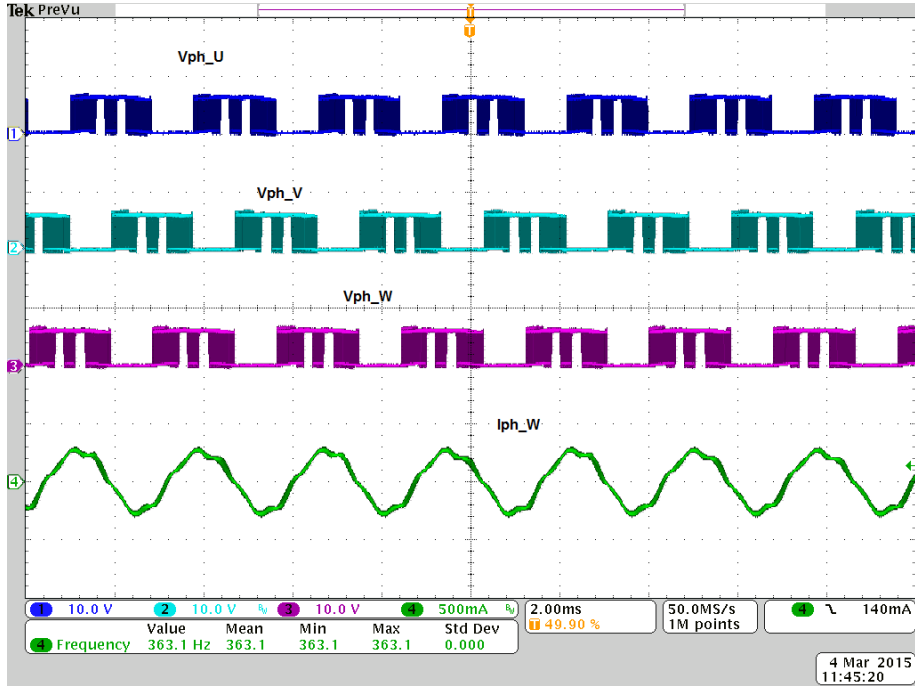 Tek PreVu
T
T
Vph_U
1
Vph_V
2
Vph_W
3
Iph_W
4
1 10.0 V 2 10.0 V BW 3 10.0 V 4 500mA BW
2.00ms
T 49.90 %
50.0MS/s
1M points
4 140mA
Value Mean Min Max Std Dev
4 Frequency 363.1 Hz 363.1 363.1 363.1 0.000
4 Mar 2015
11:45:20